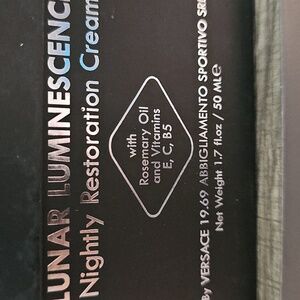 LUNAR LUMINESCENC
Nightly Restoration Cream
with
Rosemary Oil
and Vitamins
E, C, B5
By VERSACE 19.69 ABBIGLIAMENTO SPORTIVO SRL
Net Weight 1.7 fl.oz / 50 ML ℮